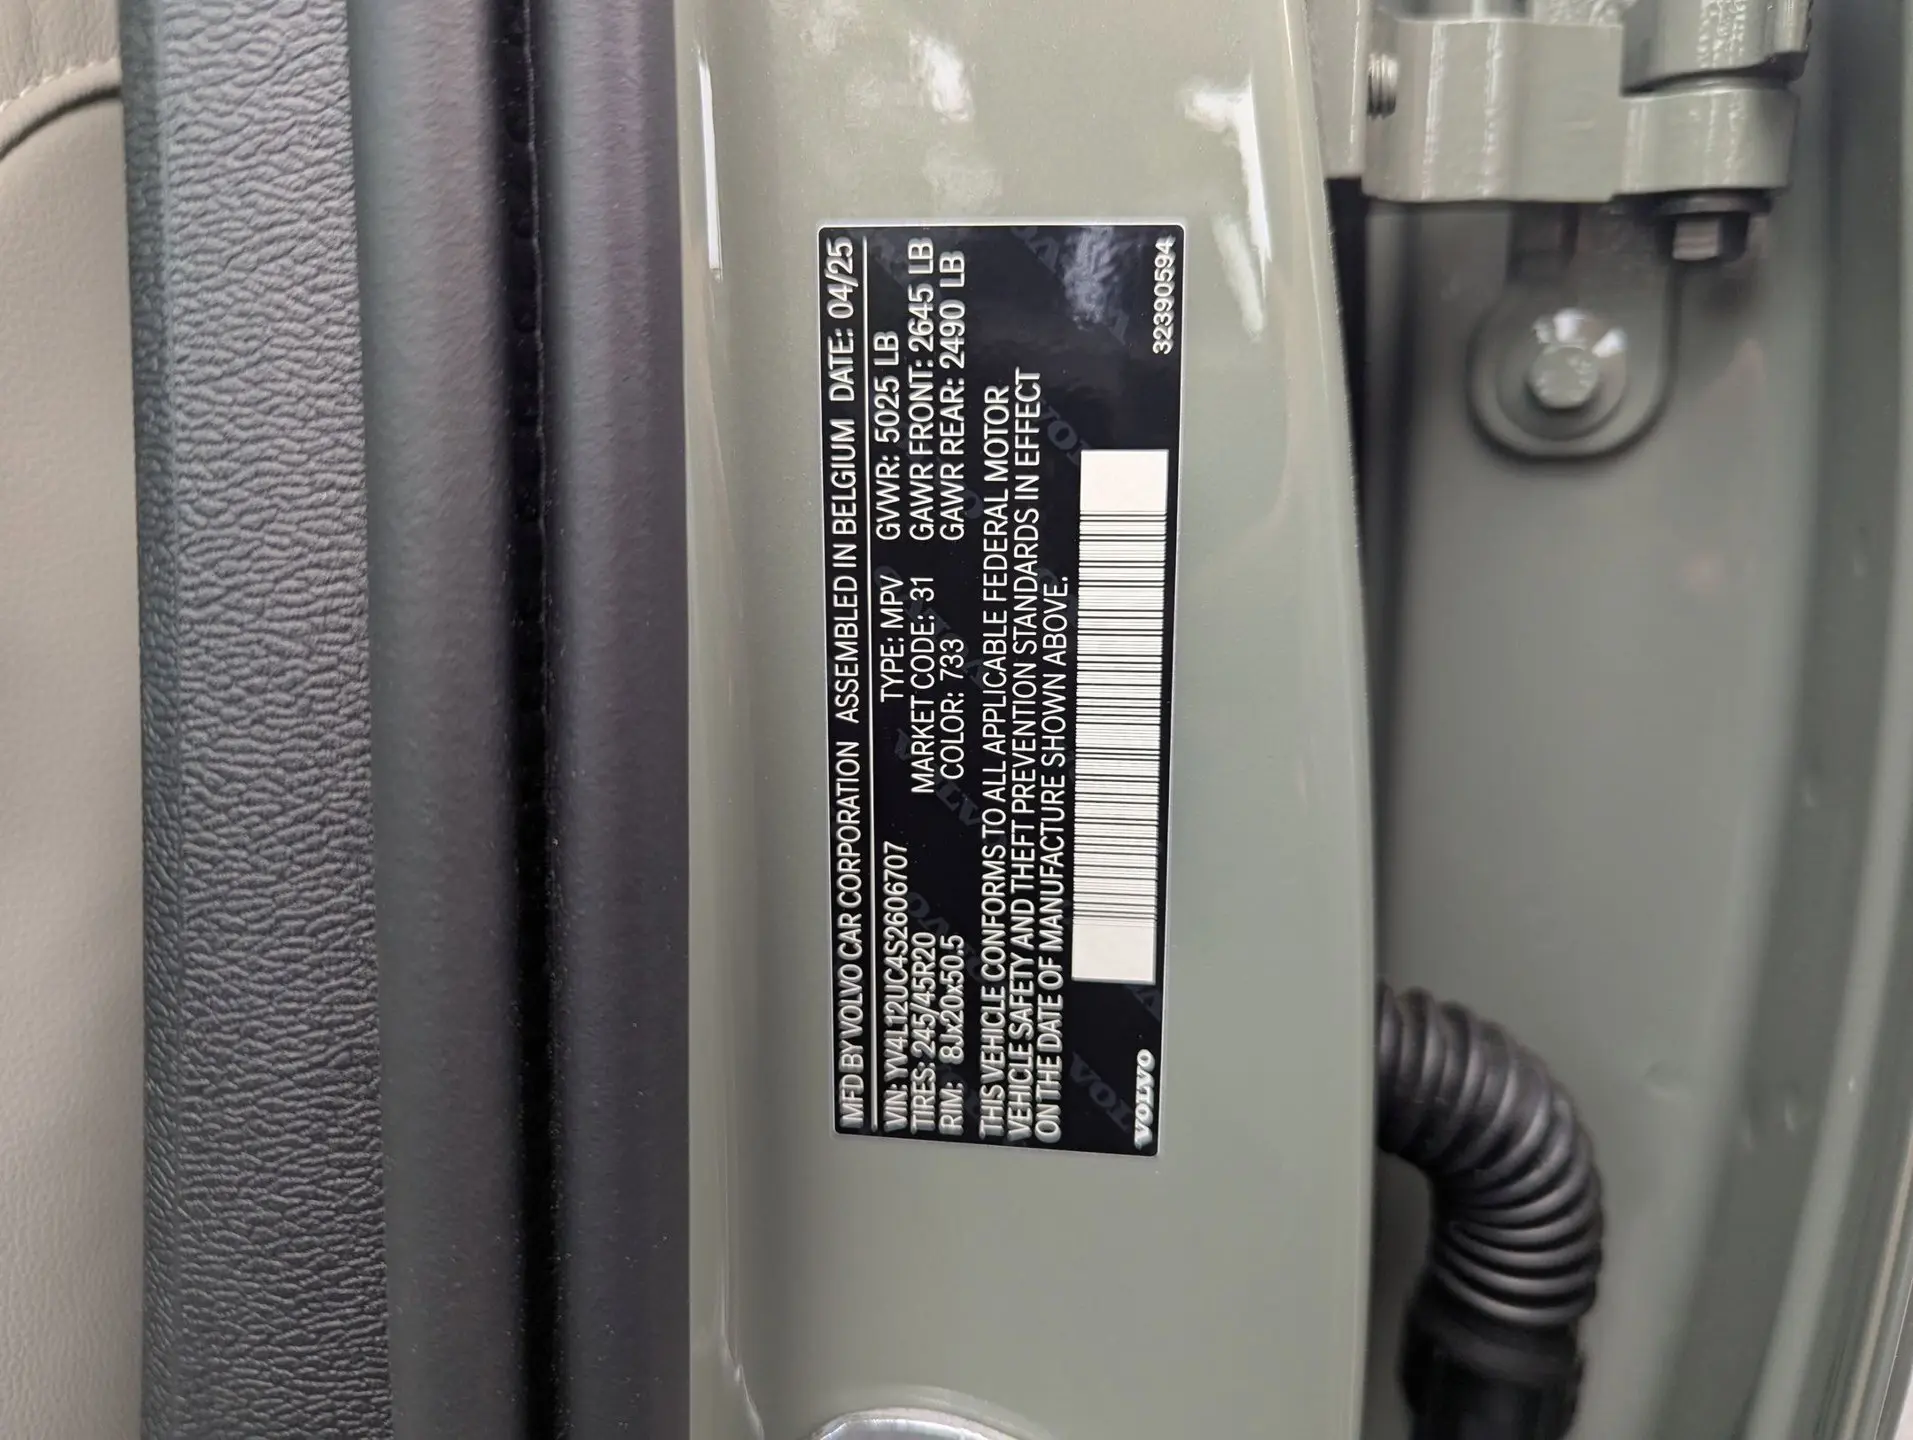 MFD BY VOLVO CAR CORPORATION ASSEMBLED IN BELGIUM DATE: 04/25
VIN: YV4L12UC4S2606707 TYPE: MPV GVWR: 5025 LB
TIRES: 245/45R20 MARKET CODE: 31 GAWR FRONT: 2645 LB
RIM: 8Jx20x50.5 COLOR: 733 GAWR REAR: 2490 LB
THIS VEHICLE CONFORMS TO ALL APPLICABLE FEDERAL MOTOR
VEHICLE SAFETY AND THEFT PREVENTION STANDARDS IN EFFECT
ON THE DATE OF MANUFACTURE SHOWN ABOVE.
VOLVO 32390594